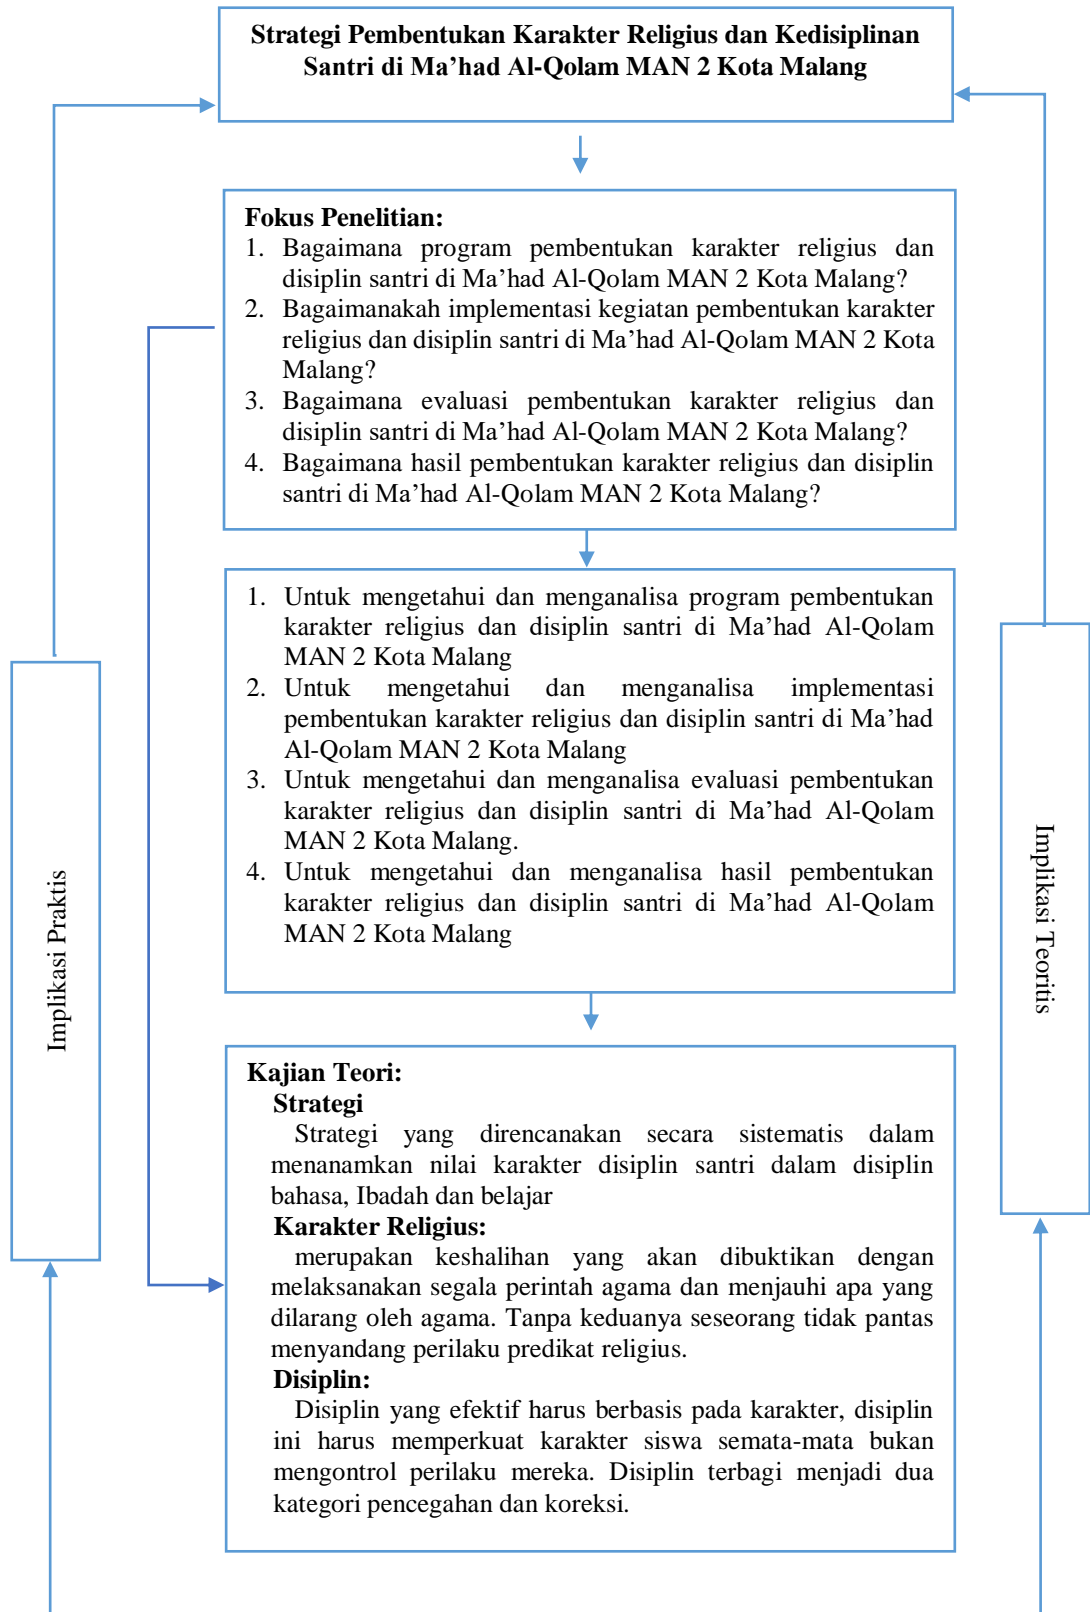 Strategi Pembentukan Karakter Religius dan Kedisiplinan
Santri di Ma’had Al-Qolam MAN 2 Kota Malang
Fokus Penelitian:
1. Bagaimana program pembentukan karakter religius dan
disiplin santri di Ma’had Al-Qolam MAN 2 Kota Malang?
2. Bagaimanakah implementasi kegiatan pembentukan karakter
religius dan disiplin santri di Ma’had Al-Qolam MAN 2 Kota
Malang?
3. Bagaimana evaluasi pembentukan karakter religius dan
disiplin santri di Ma’had Al-Qolam MAN 2 Kota Malang?
4. Bagaimana hasil pembentukan karakter religius dan disiplin
santri di Ma’had Al-Qolam MAN 2 Kota Malang?
1. Untuk mengetahui dan menganalisa program pembentukan
karakter religius dan disiplin santri di Ma’had Al-Qolam
MAN 2 Kota Malang
2. Untuk mengetahui dan menganalisa implementasi
pembentukan karakter religius dan disiplin santri di Ma’had
Al-Qolam MAN 2 Kota Malang
3. Untuk mengetahui dan menganalisa evaluasi pembentukan
karakter religius dan disiplin santri di Ma’had Al-Qolam
MAN 2 Kota Malang.
4. Untuk mengetahui dan menganalisa hasil pembentukan
karakter religius dan disiplin santri di Ma’had Al-Qolam
MAN 2 Kota Malang
Implikasi Praktis
Implikasi Teoritis
Kajian Teori:
Strategi
Strategi yang direncanakan secara sistematis dalam
menanamkan nilai karakter disiplin santri dalam disiplin
bahasa, Ibadah dan belajar
Karakter Religius:
merupakan keshalihan yang akan dibuktikan dengan
melaksanakan segala perintah agama dan menjauhi apa yang
dilarang oleh agama. Tanpa keduanya seseorang tidak pantas
menyandang perilaku predikat religius.
Disiplin:
Disiplin yang efektif harus berbasis pada karakter, disiplin
ini harus memperkuat karakter siswa semata-mata bukan
mengontrol perilaku mereka. Disiplin terbagi menjadi dua
kategori pencegahan dan koreksi.